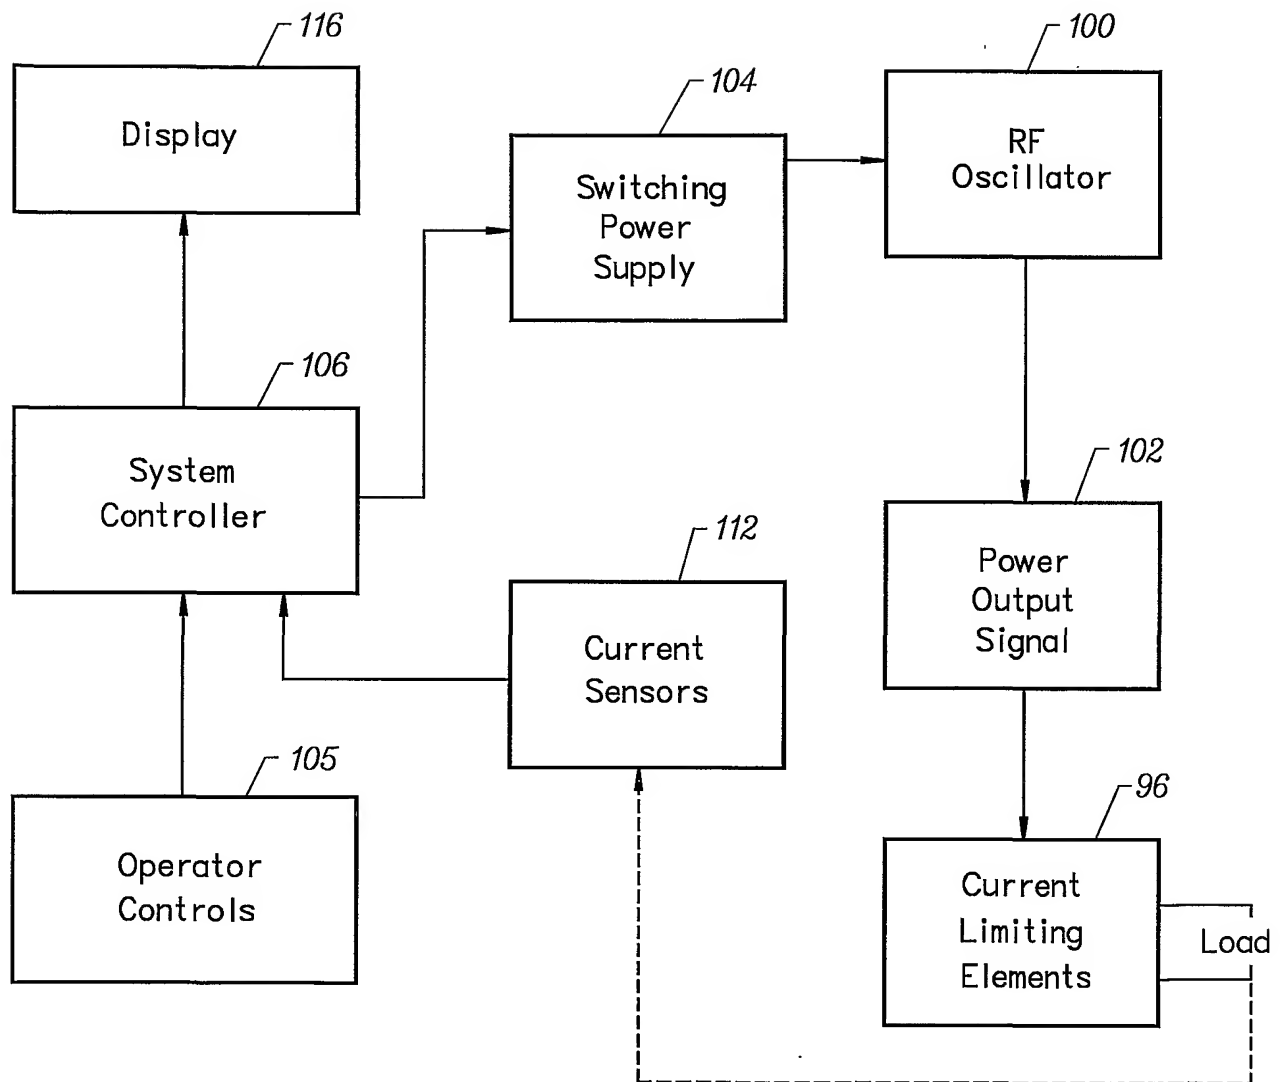 116
Display
104
Switching
Power
Supply
100
RF
Oscillator
106
System
Controller
112
Current
Sensors
102
Power
Output
Signal
105
Operator
Controls
96
Current
Limiting
Elements
Load